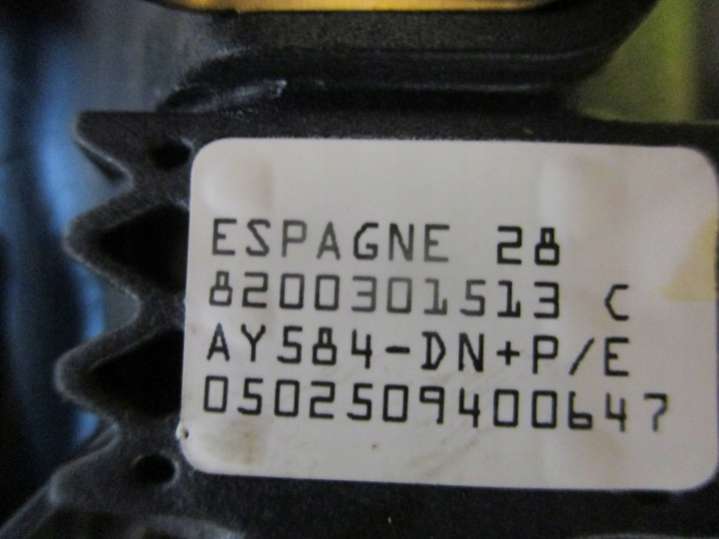 ESPAGNE 28
8200301513 C
AY584-DN+P/E
0502509400647